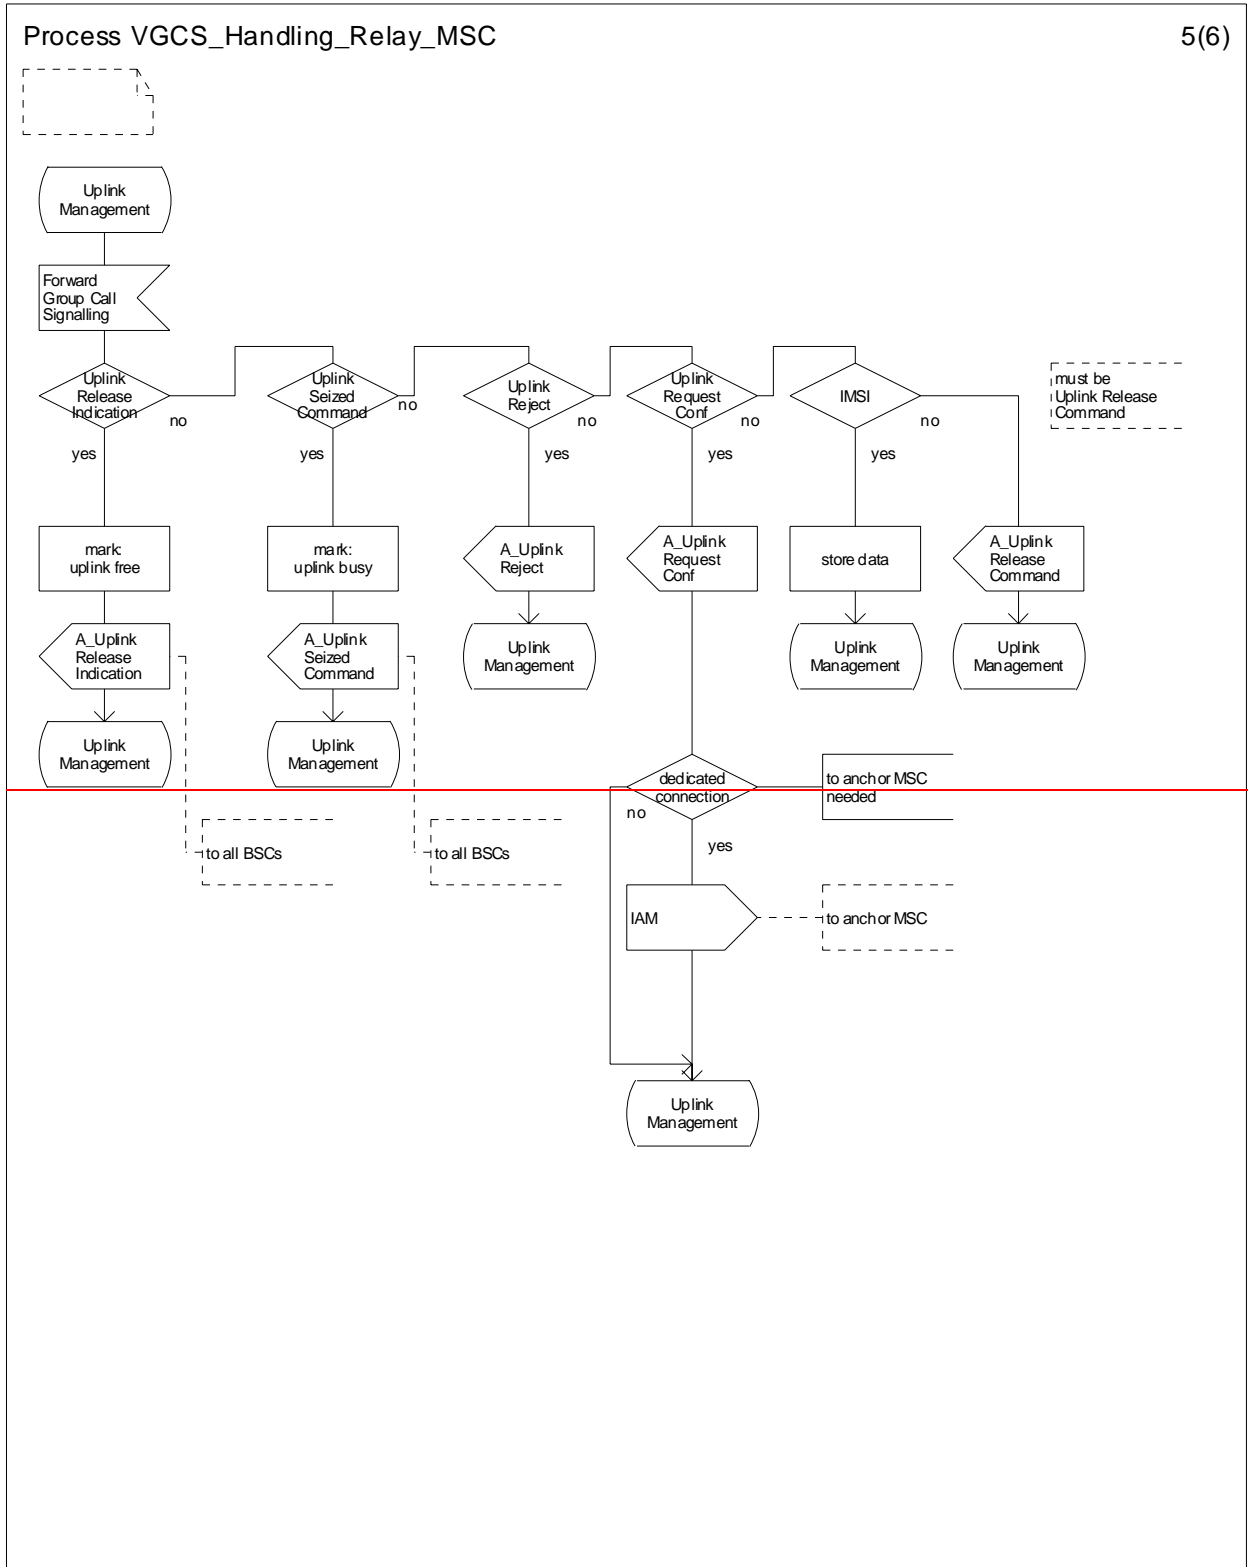 Process VGCS_Handling_Relay_MSC
5(6)
Uplink
Management
Forward
Group Call
Signalling
Uplink
Release
Indication
no
yes
Uplink
Seized
Command
no
yes
Uplink
Reject
no
yes
Uplink
Request
Conf
no
yes
IMSI
no
yes
must be
Uplink Release
Command
mark:
uplink free
mark:
uplink busy
A_Uplink
Reject
A_Uplink
Request
Conf
store data
A_Uplink
Release
Command
A_Uplink
Release
Indication
A_Uplink
Seized
Command
Uplink
Management
Uplink
Management
Uplink
Management
Uplink
Management
Uplink
Management
dedicated
connection
no
yes
to anchor MSC
needed
to all BSCs
to all BSCs
IAM
to anchor MSC
Uplink
Management